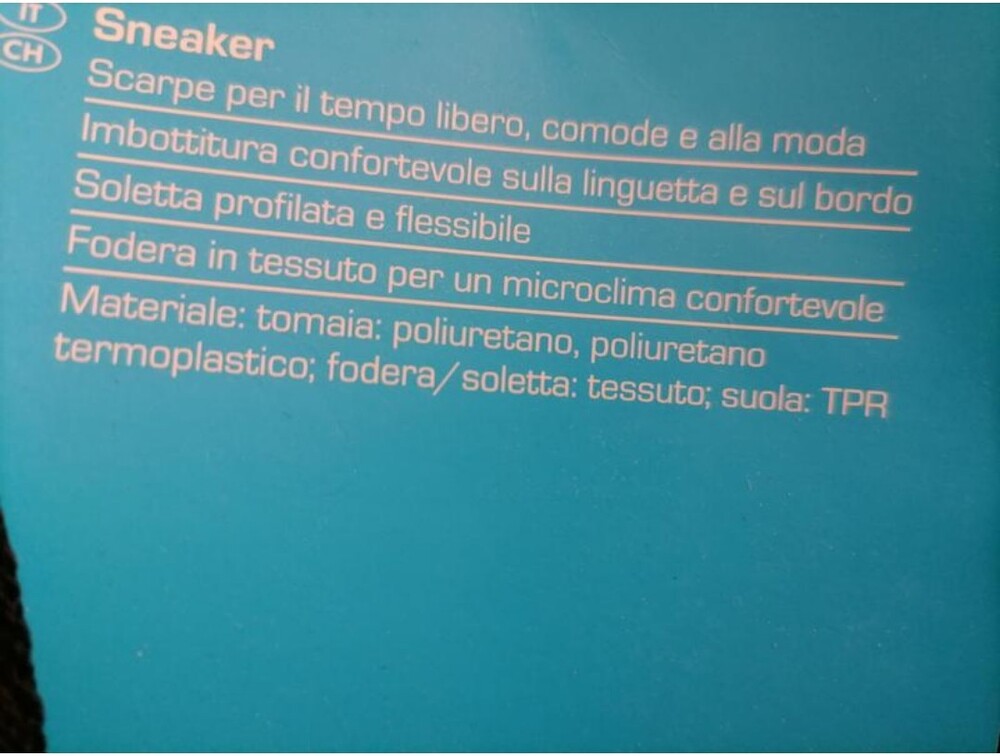 IT
CH
Sneaker
Scarpe per il tempo libero, comode e alla moda
Imbottitura confortevole sulla linguetta e sul bordo
Soletta profilata e flessibile
Fodera in tessuto per un microclima confortevole
Materiale: tomaia: poliuretano, poliuretano
termoplastico; fodera/soletta: tessuto; suola: TPR